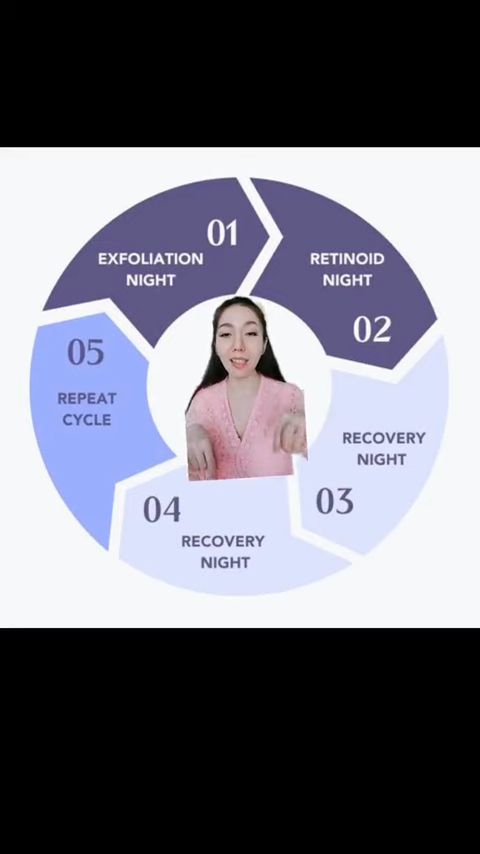 01
EXFOLIATION
NIGHT
RETINOID
NIGHT
02
RECOVERY
NIGHT
03
04
RECOVERY
NIGHT
05
REPEAT
CYCLE